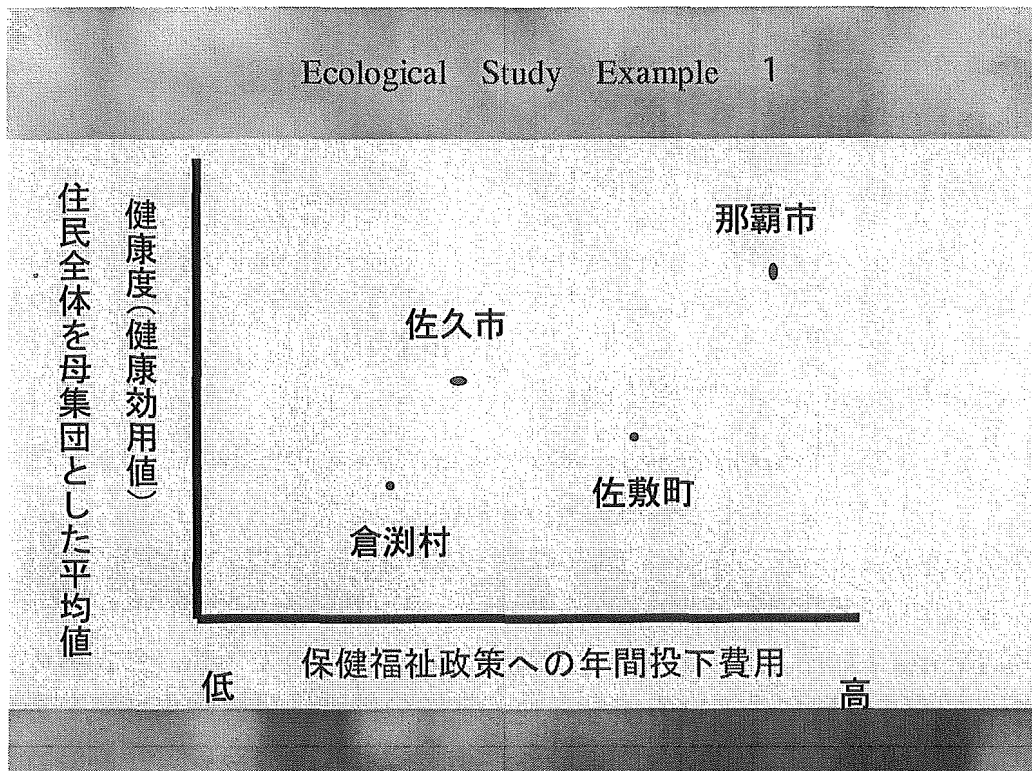 Ecological Study Example 1
住民全体を母集団とした平均値
健康度(健康効用値)
那覇市
佐久市
佐敷町
倉渕村
保健福祉政策への年間投下費用
低
高